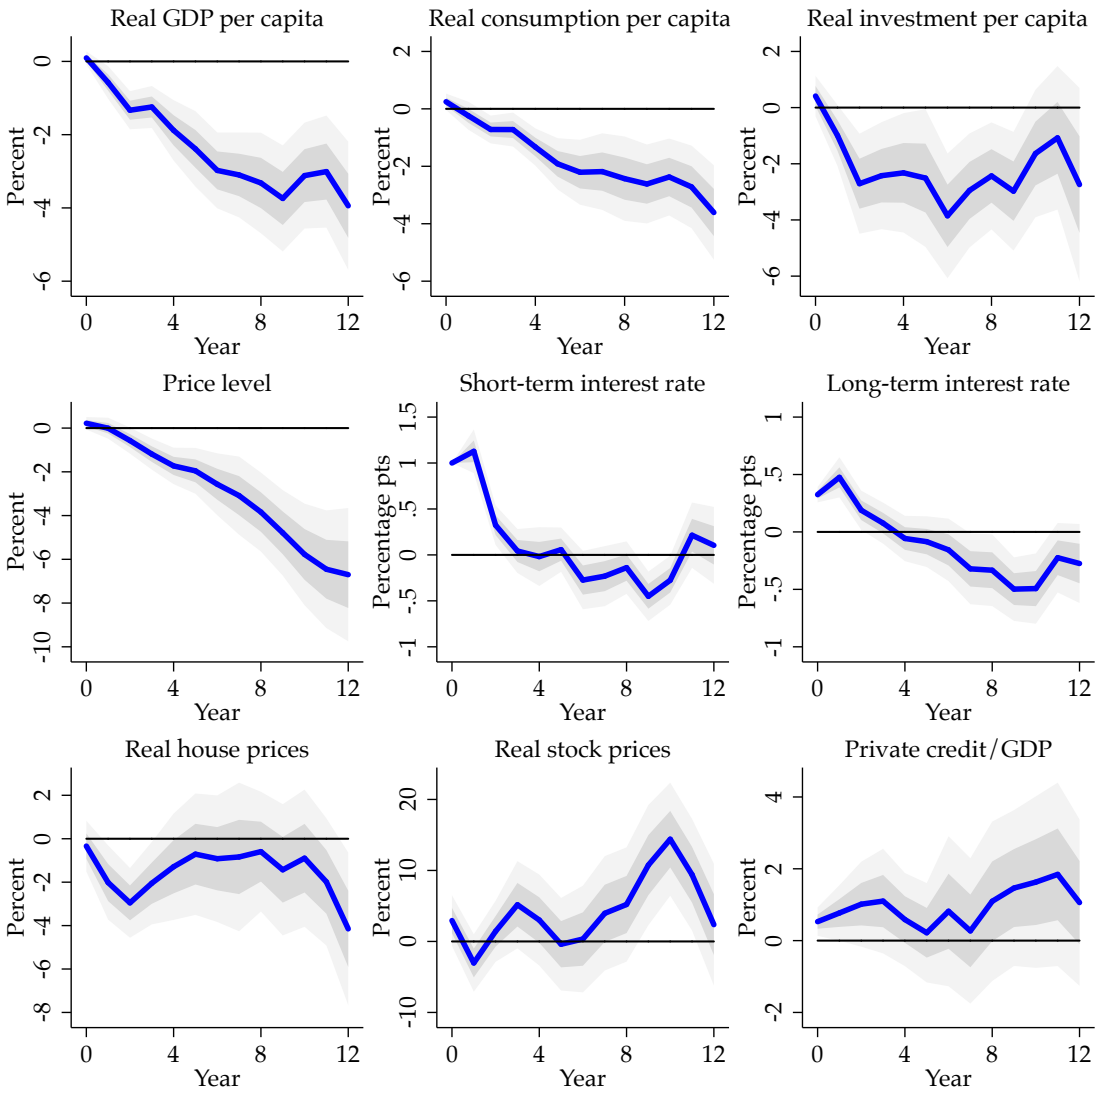 Real GDP per capita
Percent
0
-2
-4
-6
0 4 8 12
Year
Real consumption per capita
Percent
2
0
-2
-4
-6
0 4 8 12
Year
Real investment per capita
Percent
2
0
-2
-4
-6
0 4 8 12
Year
Price level
Percent
0
-2
-4
-6
-8
-10
0 4 8 12
Year
Short-term interest rate
Percentage pts
1.5
1
.5
0
-.5
-1
0 4 8 12
Year
Long-term interest rate
Percentage pts
1
.5
0
-.5
-1
0 4 8 12
Year
Real house prices
Percent
2
0
-2
-4
-6
-8
0 4 8 12
Year
Real stock prices
Percent
20
10
0
-10
0 4 8 12
Year
Private credit/GDP
Percent
4
2
0
-2
0 4 8 12
Year